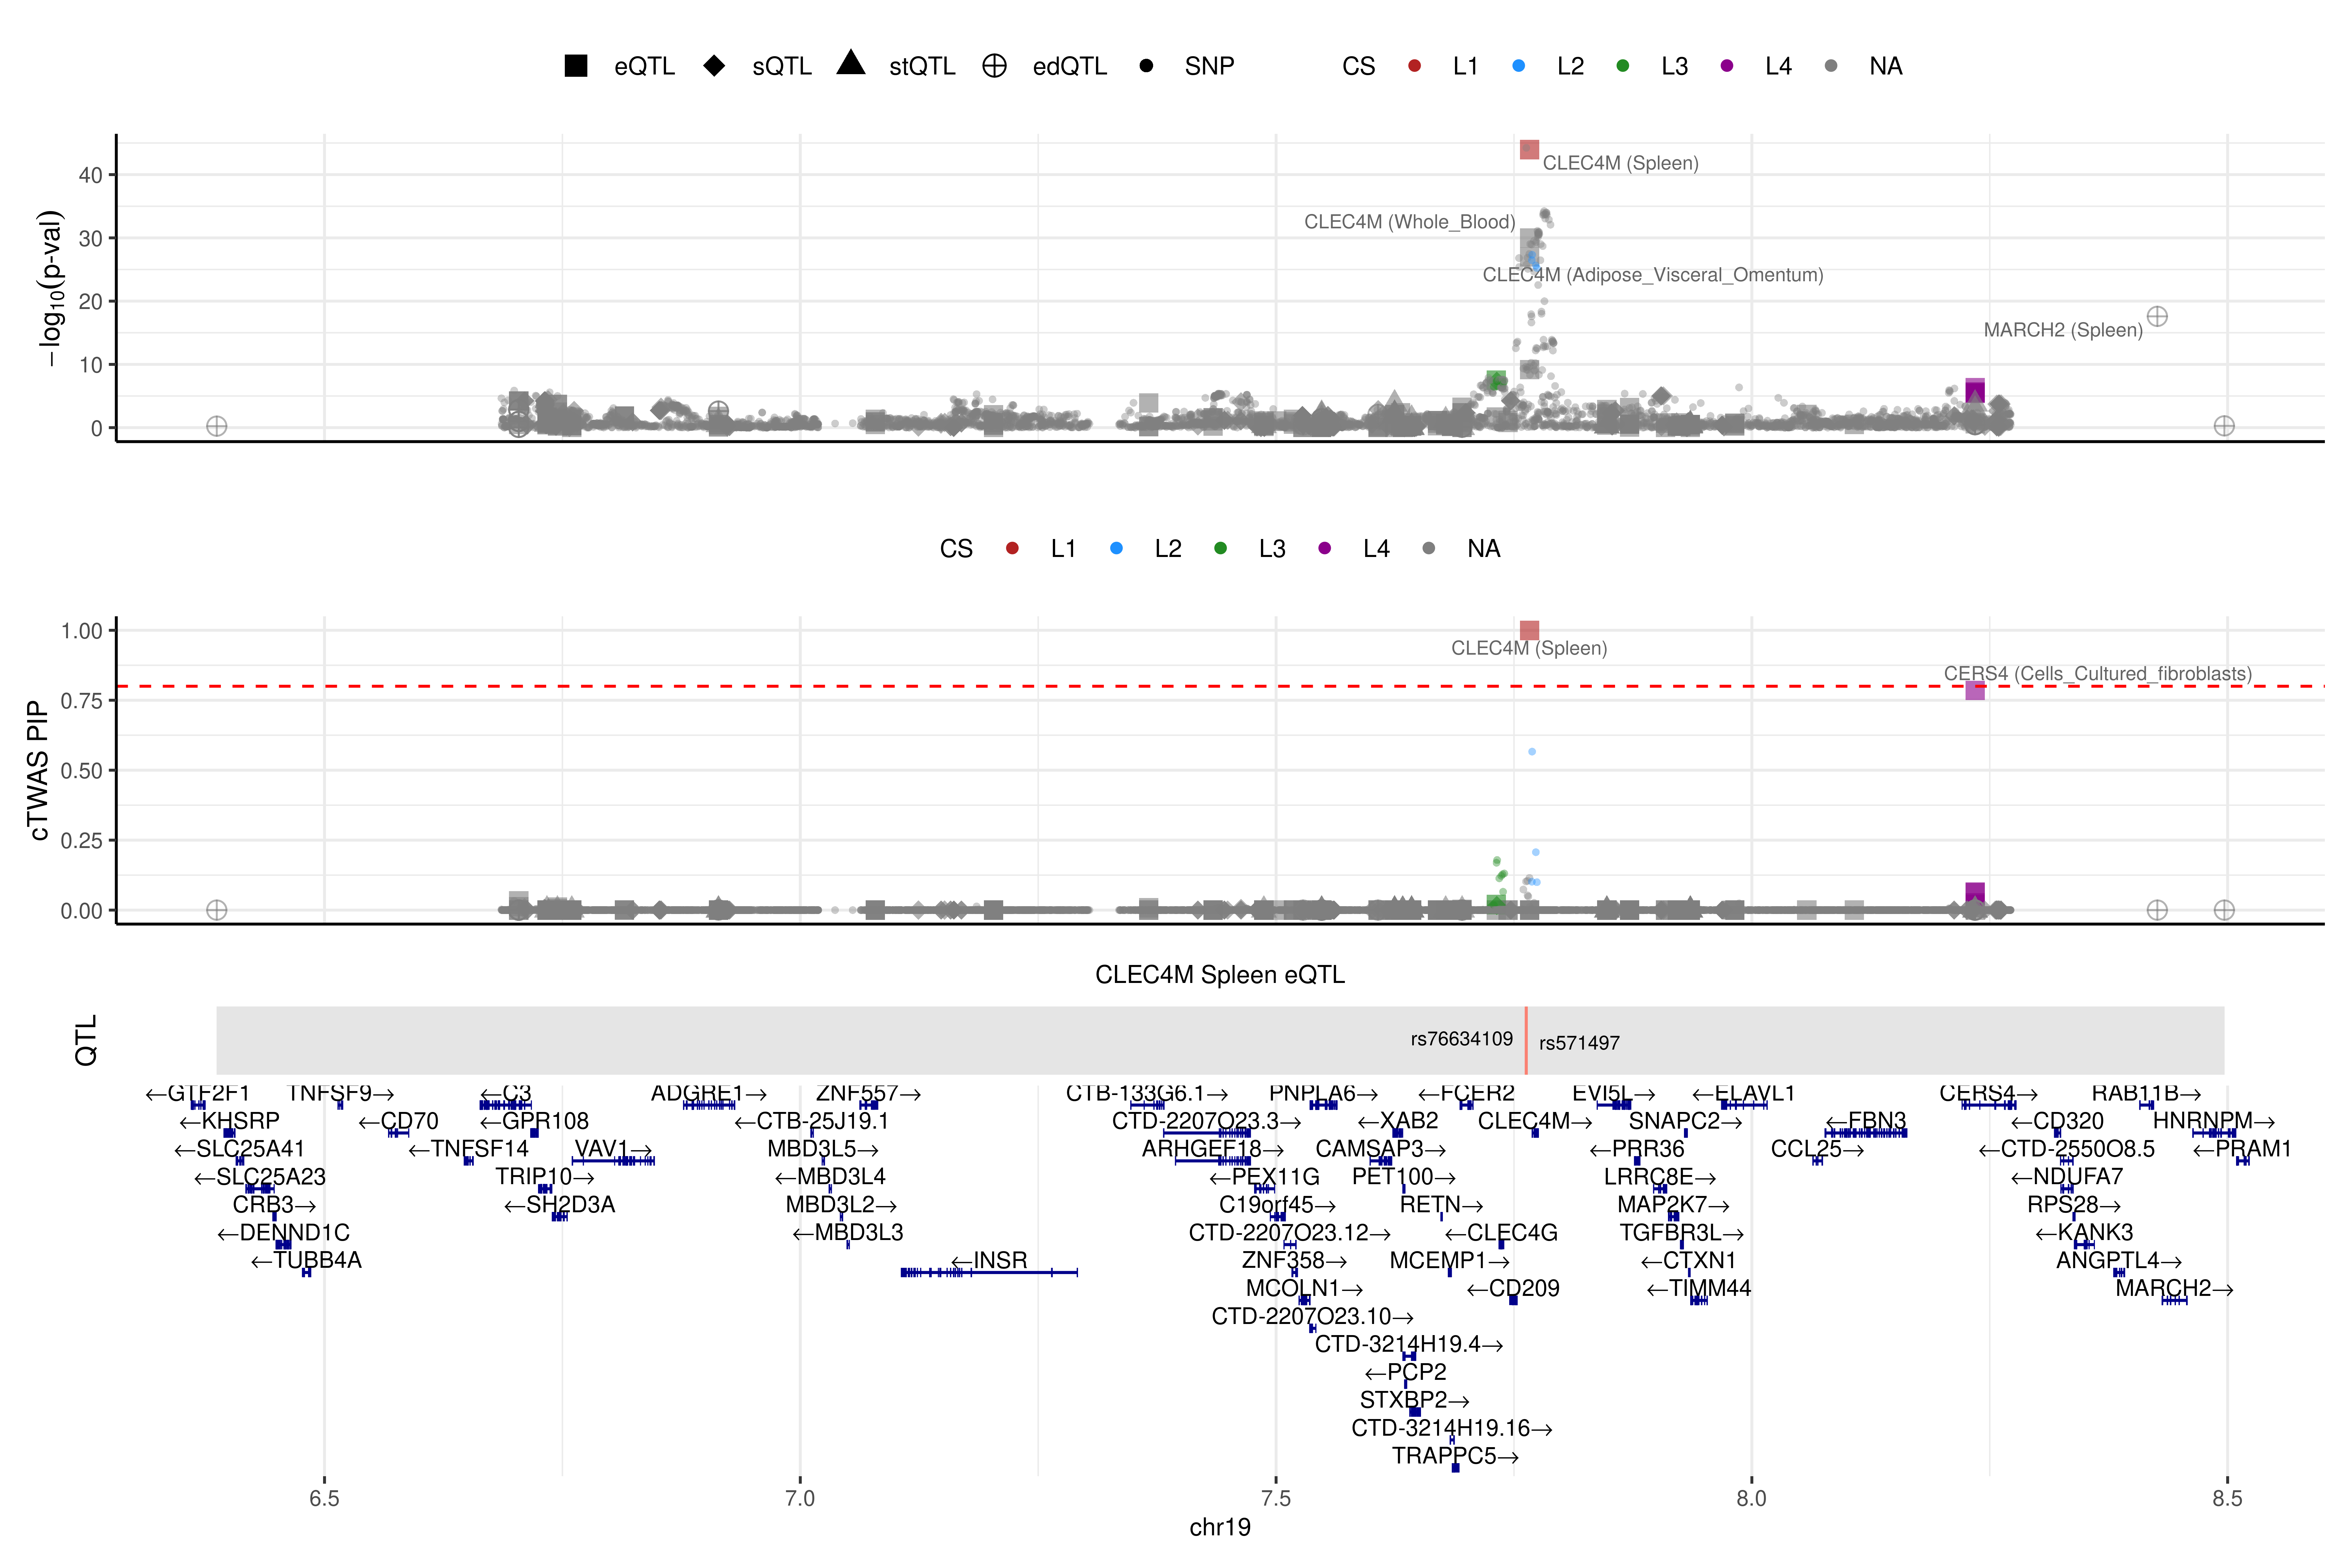 eQTL sQTL stQTL edQTL SNP CS L1 L2 L3 L4 NA
−log10(p-val)
40
30
20
10
0
CLEC4M (Spleen)
CLEC4M (Whole_Blood)
CLEC4M (Adipose_Visceral_Omentum)
MARCH2 (Spleen)
CS L1 L2 L3 L4 NA
cTWAS PIP
1.00
0.75
0.50
0.25
0.00
CLEC4M (Spleen)
CERS4 (Cells_Cultured_fibroblasts)
CLEC4M Spleen eQTL
QTL
rs76634109 rs571497
←GTF2F1 TNFSF9→ ←C3 ADGRE1→ ZNF557→ CTB-133G6.1→ PNPLA6→ ←FCER2 EVI5L→ ←ELAVL1 CERS4→ RAB11B→
←KHSRP ←CD70 ←GPR108 ←CTB-25J19.1 CTD-2207O23.3→ ←XAB2 CLEC4M→ SNAPC2→ ←FBN3 ←CD320 HNRNPM→
←SLC25A41 ←TNFSF14 VAV1→ MBD3L5→ ARHGEF18→ CAMSAP3→ ←PRR36 CCL25→ ←CTD-2550O8.5 ←PRAM1
←SLC25A23 TRIP10→ ←MBD3L4 ←PEX11G PET100→ LRRC8E→ ←NDUFA7
CRB3→ ←SH2D3A MBD3L2→ C19orf45→ RETN→ MAP2K7→ RPS28→
←DENND1C ←MBD3L3 CTD-2207O23.12→ ←CLEC4G TGFBR3L→ ←KANK3
←TUBB4A ←INSR ZNF358→ MCEMP1→ ←CTXN1 ANGPTL4→
MCOLN1→ ←CD209 ←TIMM44 MARCH2→
CTD-2207O23.10→
CTD-3214H19.4→
←PCP2
STXBP2→
CTD-3214H19.16→
TRAPPC5→
6.5 7.0 7.5 8.0 8.5
chr19